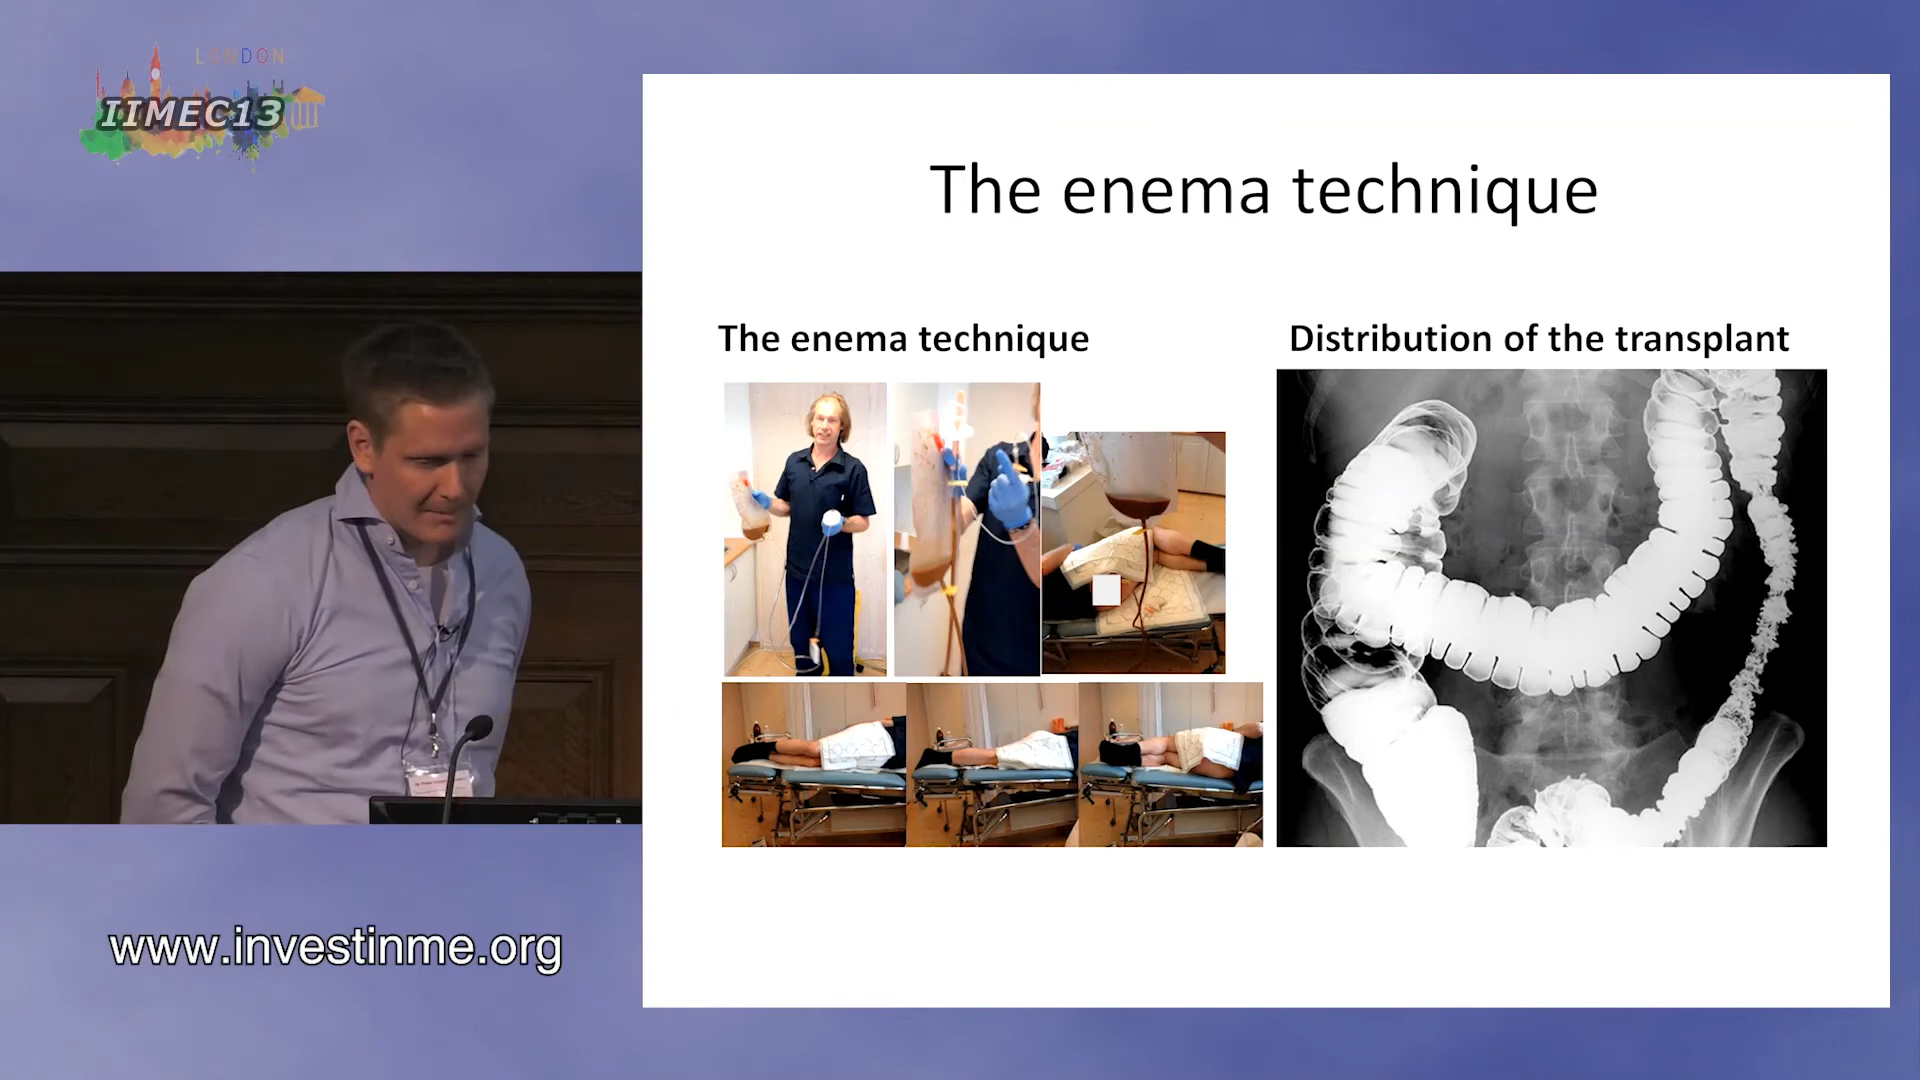 LONDON
IIMEC13
The enema technique
The enema technique
Distribution of the transplant
www.investinme.org